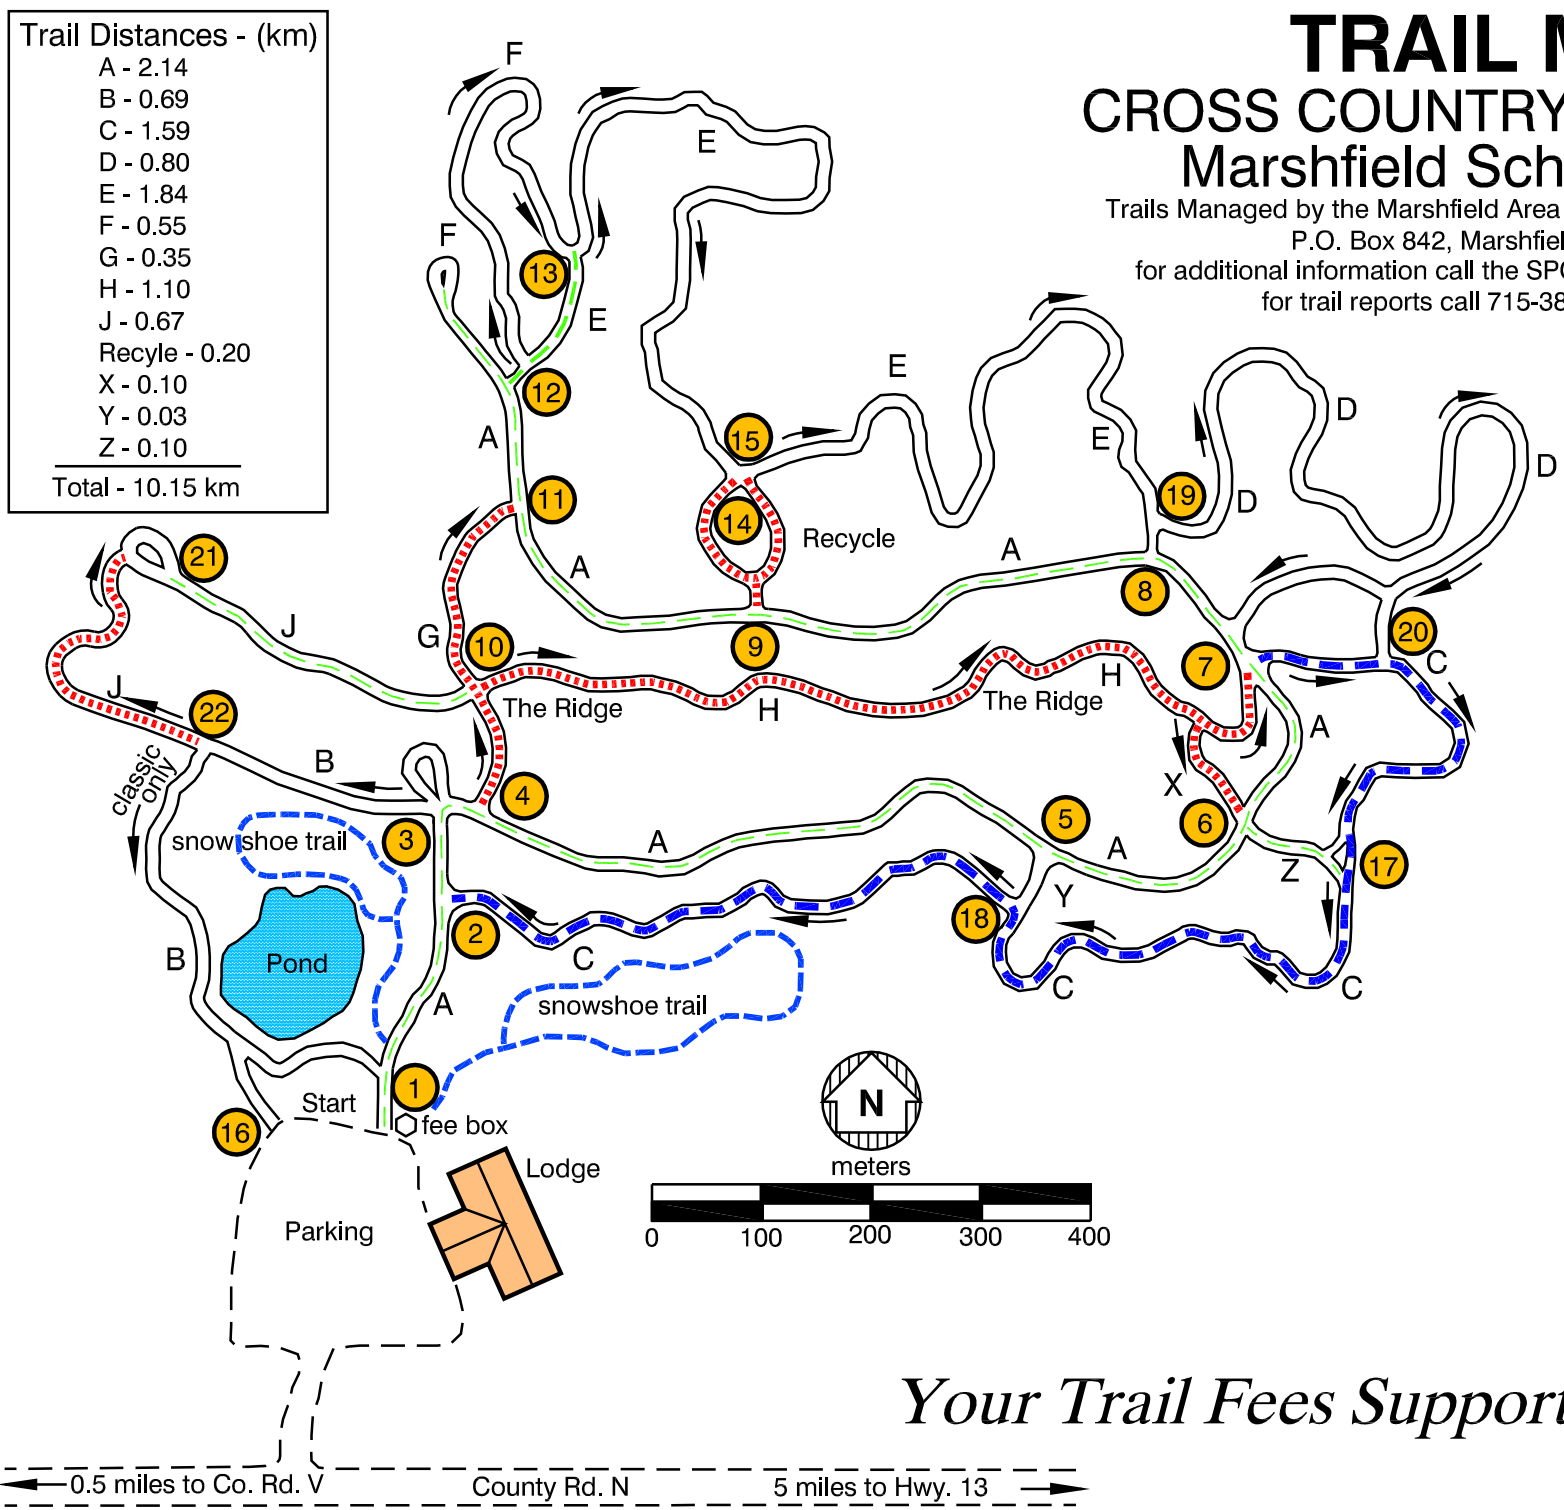 Trail Distances - (km)
A - 2.14
B - 0.69
C - 1.59
D - 0.80
E - 1.84
F - 0.55
G - 0.35
H - 1.10
J - 0.67
Recyle - 0.20
X - 0.10
Y - 0.03
Z - 0.10
Total - 10.15 km
TRAIL M
CROSS COUNTRY
Marshfield Sch
Trails Managed by the Marshfield Area
P.O. Box 842, Marshfiel
for additional information call the SPO
for trail reports call 715-38
F
E
F
13
E
12
A
E
E
D
D
15
E
19
D
11
14
Recycle
A
A
21
8
J
G
10
9
7
20
C
J
22
The Ridge
H
The Ridge
H
A
B
classic
only
4
X
5
6
snowshoe trail
3
A
A
Z
17
Y
2
18
B
Pond
C
C
C
A
snowshoe trail
1
Start
N
16
fee box
Lodge
meters
Parking
0 100 200 300 400
Your Trail Fees Support
0.5 miles to Co. Rd. V
County Rd. N
5 miles to Hwy. 13